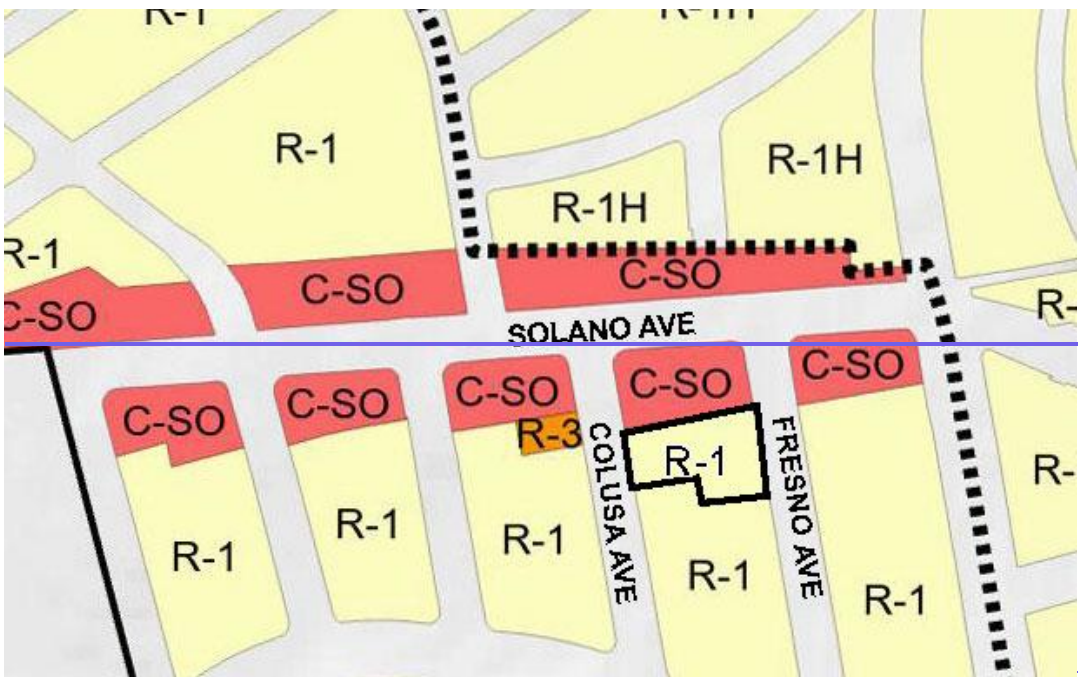 R-1
R-1H
R-1
R-1H
R-1H
R-1
C-SO
C-SO
C-SO
R-
SOLANO AVE
C-SO
C-SO
C-SO
C-SO
C-SO
R-3
COLUSA AVE
R-1
FRESNO AVE
R-
R-1
R-1
R-1
R-1
R-1